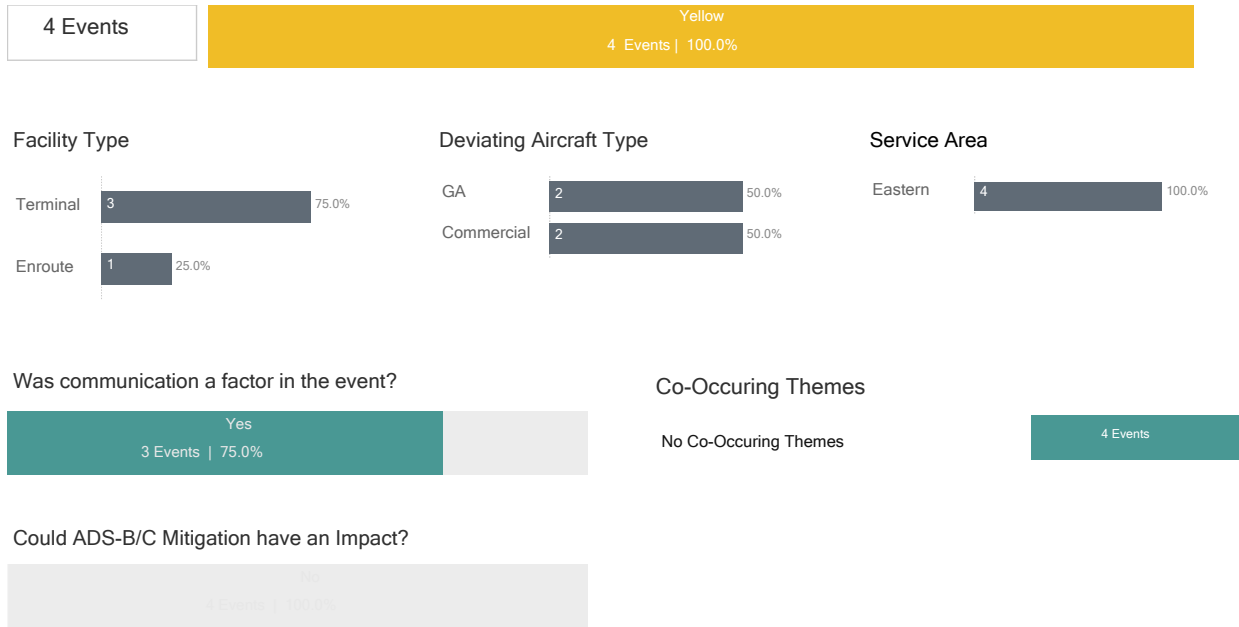 4 Events
Yellow
4 Events | 100.0%
Facility Type
Terminal 3 75.0%
Enroute 1 25.0%
Deviating Aircraft Type
GA 2 50.0%
Commercial 2 50.0%
Service Area
Eastern 4 100.0%
Was communication a factor in the event?
Yes
3 Events | 75.0%
Co-Occuring Themes
No Co-Occuring Themes 4 Events
Could ADS-B/C Mitigation have an Impact?
No
4 Events | 100.0%